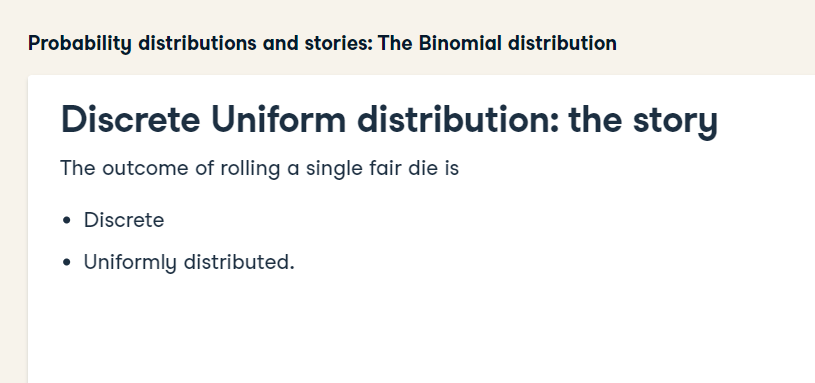 Probability distributions and stories: The Binomial distribution
Discrete Uniform distribution: the story
The outcome of rolling a single fair die is
• Discrete
• Uniformly distributed.